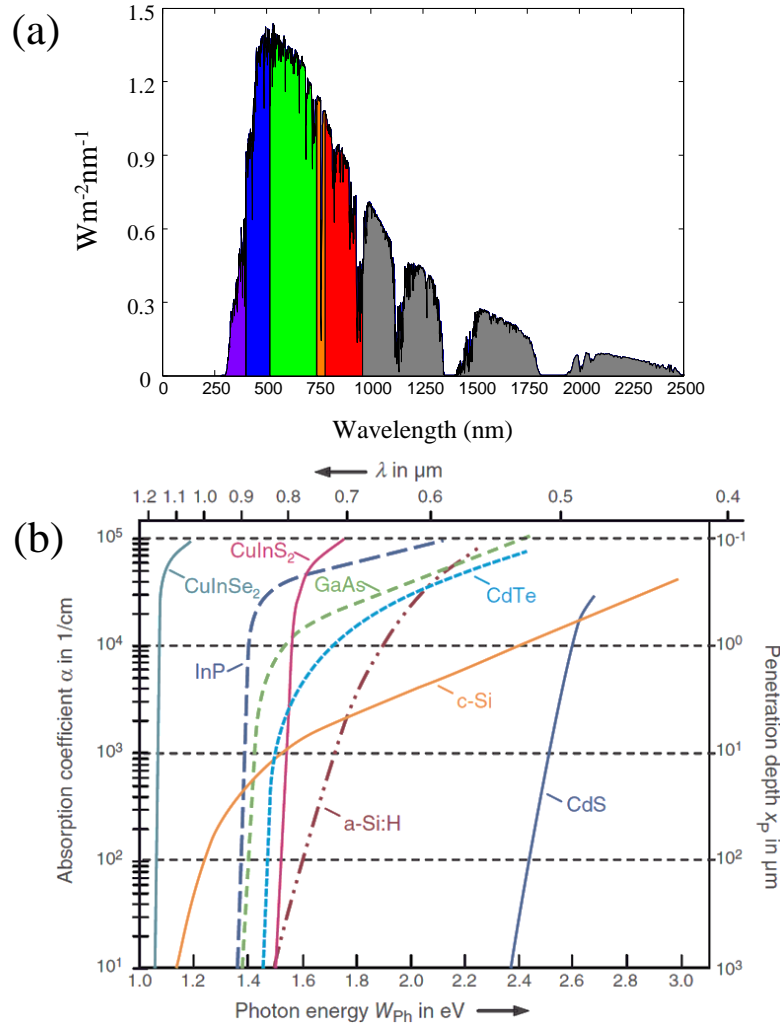 (a)
1.5
1.2
0.9
0.6
0.3
0
Wm⁻²nm⁻¹
0 250 500 750 1000 1250 1500 1750 2000 2250 2500
Wavelength (nm)
(b)
λ in µm
1.2 1.1 1.0 0.9 0.8 0.7 0.6 0.5 0.4
10⁵
10⁴
10³
10²
10¹
Absorption coefficient α in 1/cm
CuInS₂
CuInSe₂
GaAs
CdTe
InP
c-Si
a-Si:H
CdS
10⁻¹
10⁰
10¹
10²
10³
Penetration depth xₚ in µm
1.0 1.2 1.4 1.6 1.8 2.0 2.2 2.4 2.6 2.8 3.0
Photon energy W_Ph in eV